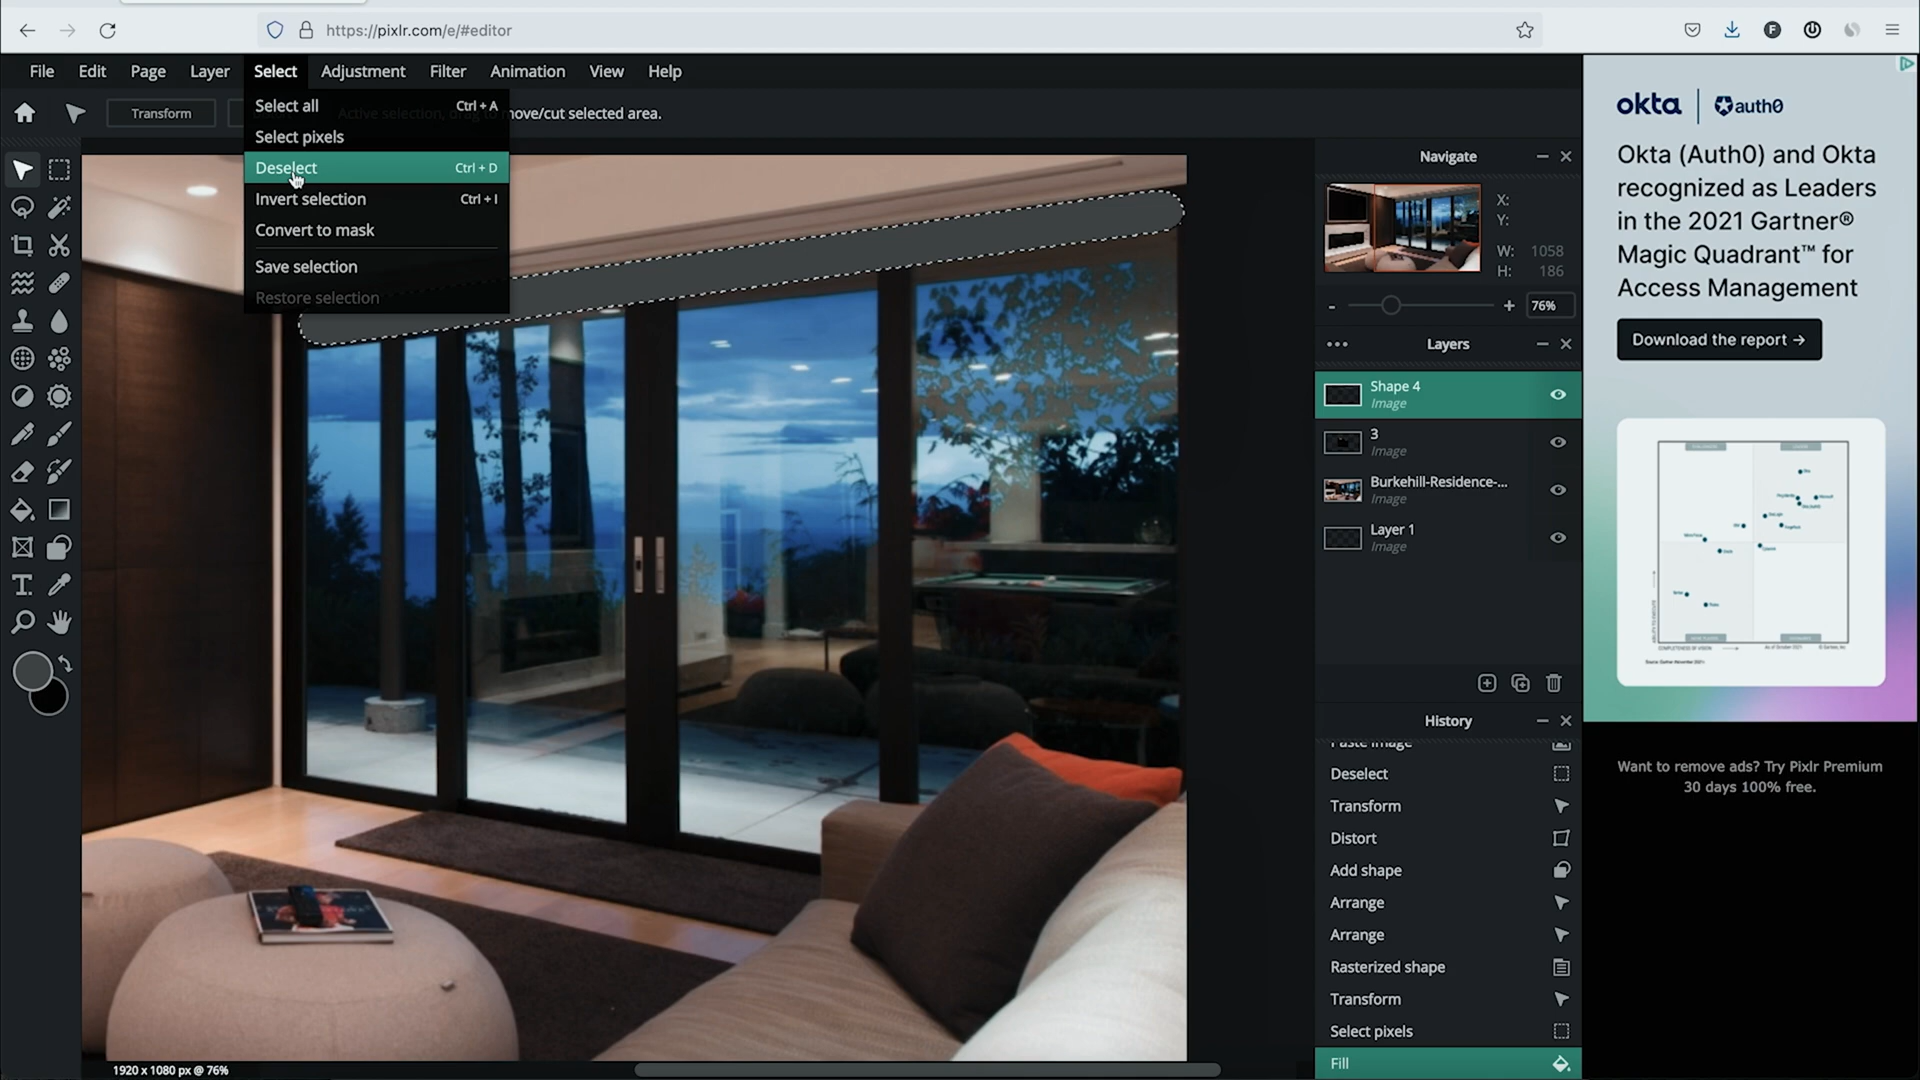 https://pixlr.com/e/#editor
File Edit Page Layer Select Adjustment Filter Animation View Help
Transform
move/cut selected area.
Select all Ctrl + A
Select pixels
Deselect Ctrl + D
Invert selection Ctrl + I
Convert to mask
Save selection
Restore selection
Navigate
X:
Y:
W: 1058
H: 186
76%
Layers
Shape 4
Image
3
Image
Burkehill-Residence-...
Image
Layer 1
Image
History
Paste image
Deselect
Transform
Distort
Add shape
Arrange
Arrange
Rasterized shape
Transform
Select pixels
Fill
1920 x 1080 px @ 76%
okta auth0
Okta (Auth0) and Okta
recognized as Leaders
in the 2021 Gartner®
Magic Quadrant™ for
Access Management
Download the report →
Want to remove ads? Try Pixlr Premium
30 days 100% free.